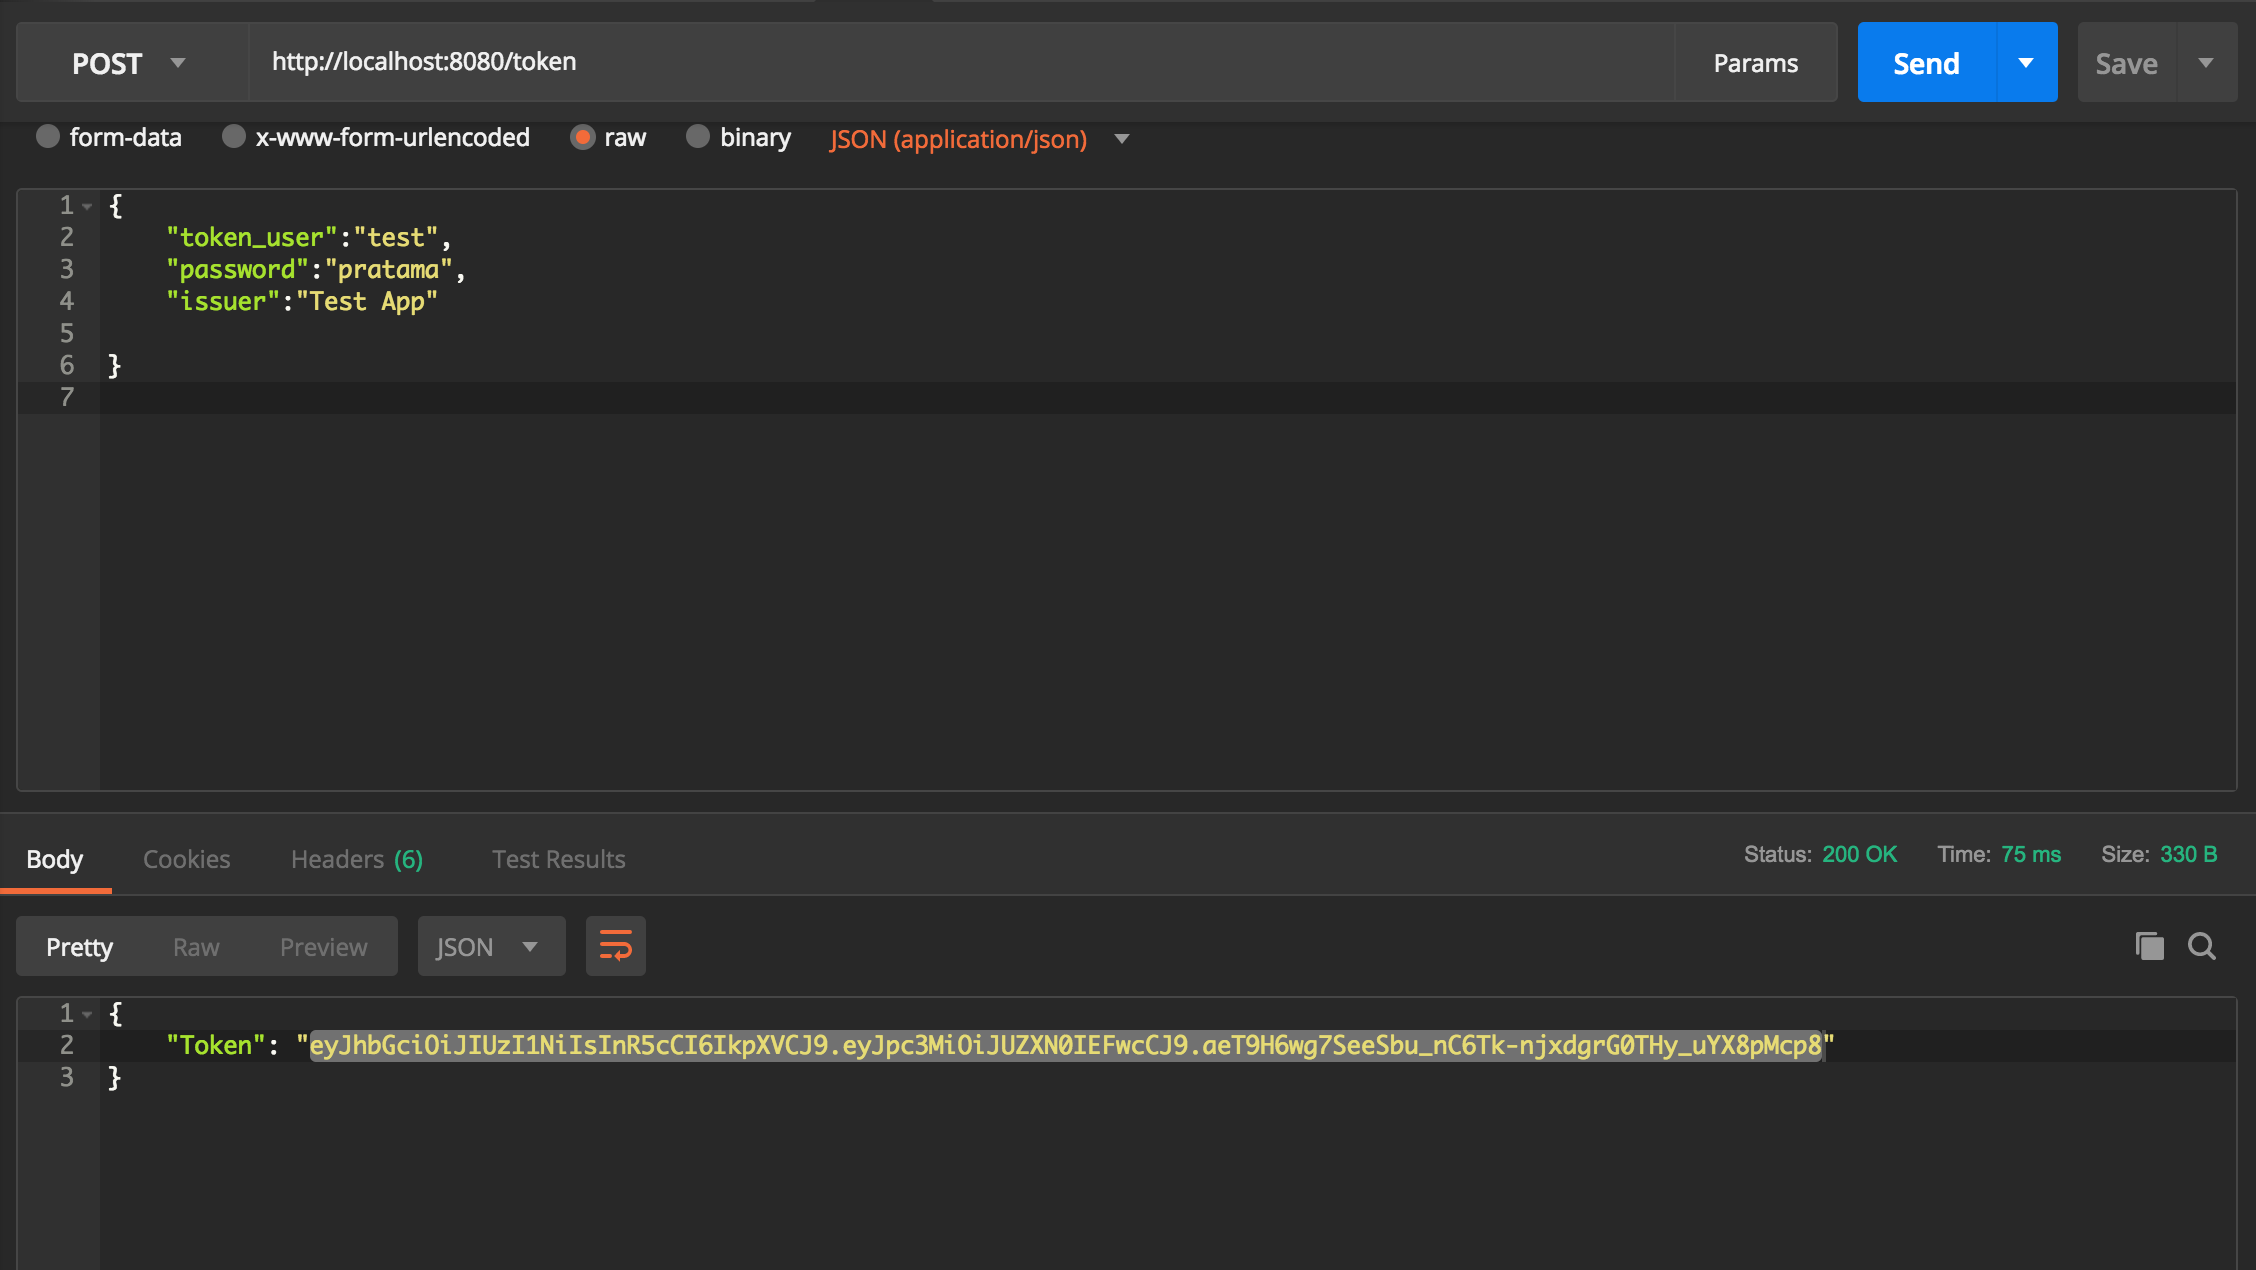 POST http://localhost:8080/token Params Send Save
form-data x-www-form-urlencoded raw binary JSON (application/json)
1 {
2 "token_user":"test",
3 "password":"pratama",
4 "issuer":"Test App"
5
6 }
7
Body Cookies Headers (6) Test Results Status: 200 OK Time: 75 ms Size: 330 B
Pretty Raw Preview JSON
1 {
2 "Token": "eyJhbGciOiJIUzI1NiIsInR5cCI6IkpXVCJ9.eyJpc3MiOiJUZXN0IEFwcCJ9.aeT9H6wg7SeeSbu_nC6Tk-njxdgrG0THy_uYX8pMcp8"
3 }